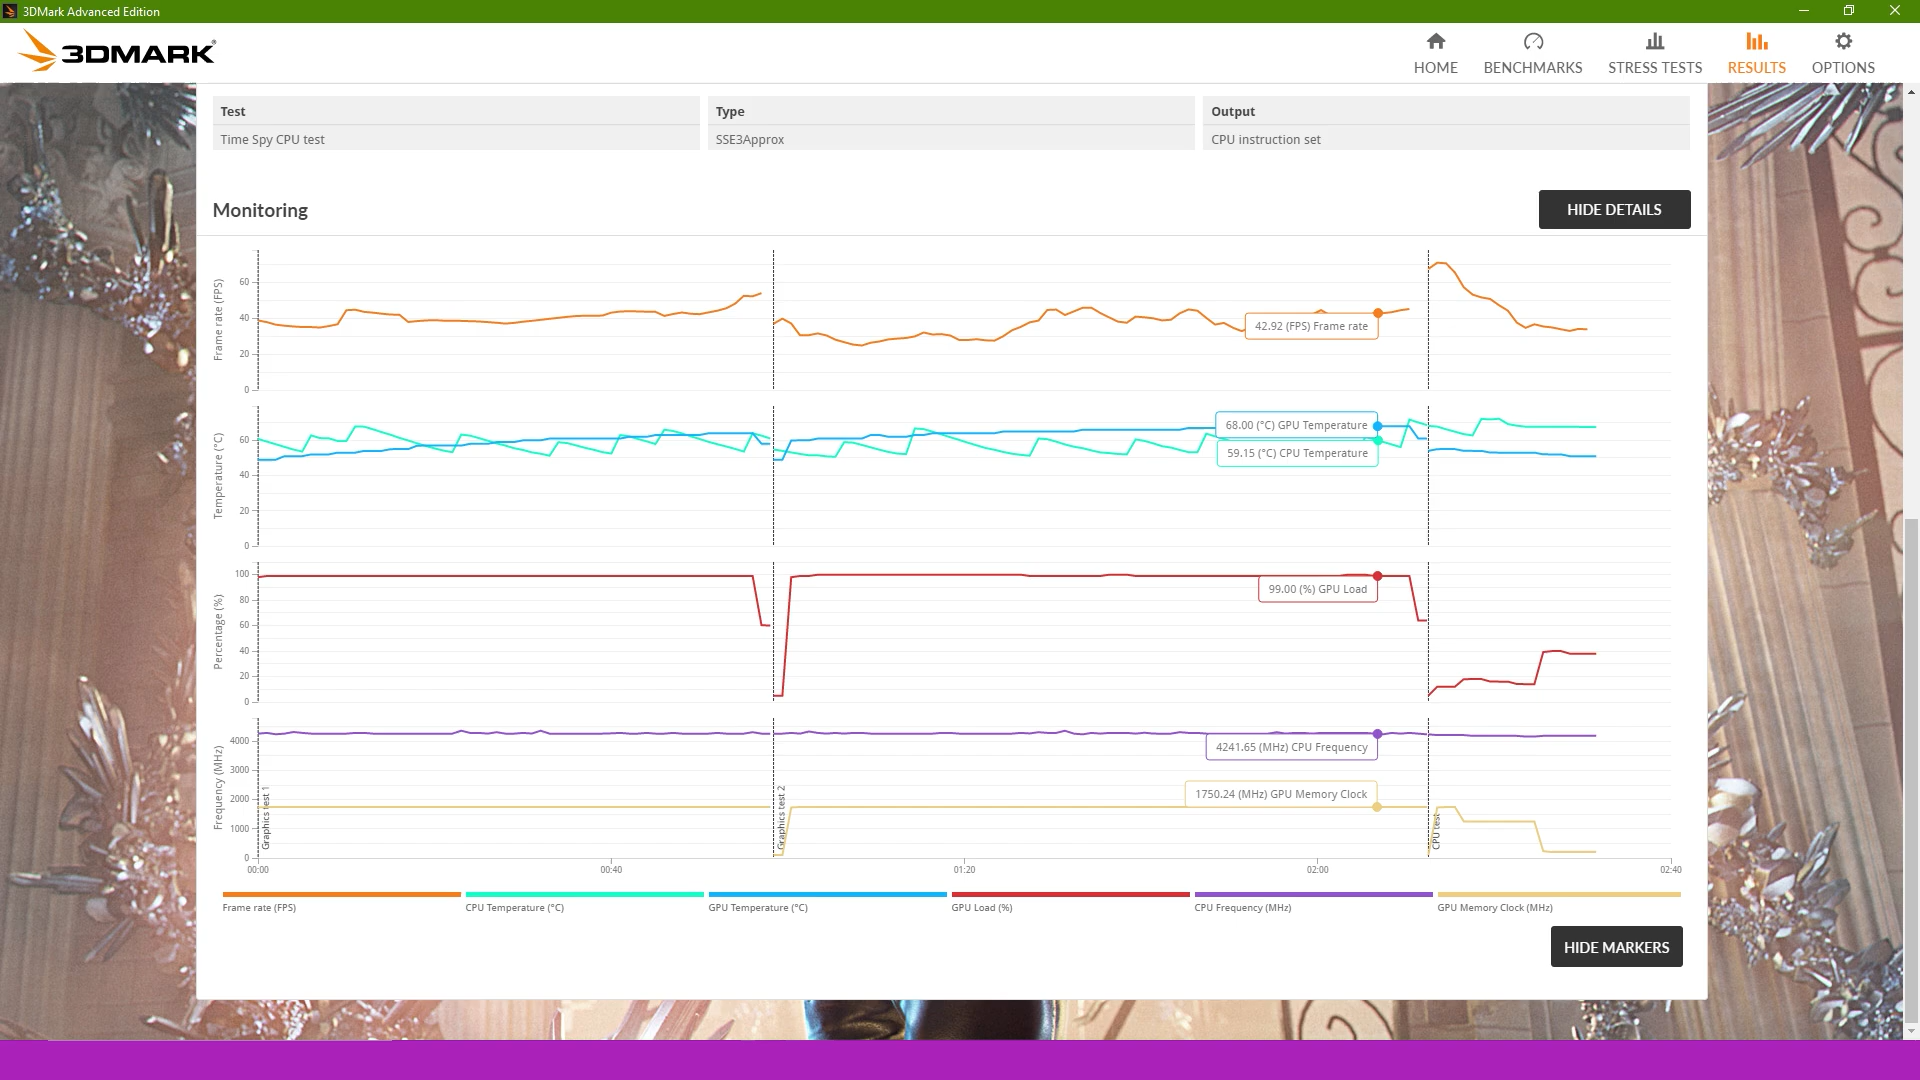 3DMark Advanced Edition
3DMARK®
HOME
BENCHMARKS
STRESS TESTS
RESULTS
OPTIONS
Test
Type
Output
Time Spy CPU test
SSE3Approx
CPU instruction set
Monitoring
HIDE DETAILS
Frame rate (FPS)
60
40
20
0
42.92 (FPS) Frame rate
Temperature (°C)
60
40
20
0
68.00 (°C) GPU Temperature
59.15 (°C) CPU Temperature
Percentage (%)
100
80
60
40
20
0
99.00 (%) GPU Load
Frequency (MHz)
4000
3000
2000
1000
0
4241.65 (MHz) CPU Frequency
1750.24 (MHz) GPU Memory Clock
Graphics test 1
Graphics test 2
CPU test
00:00
00:40
01:20
02:00
02:40
Frame rate (FPS)
CPU Temperature (°C)
GPU Temperature (°C)
GPU Load (%)
CPU Frequency (MHz)
GPU Memory Clock (MHz)
HIDE MARKERS